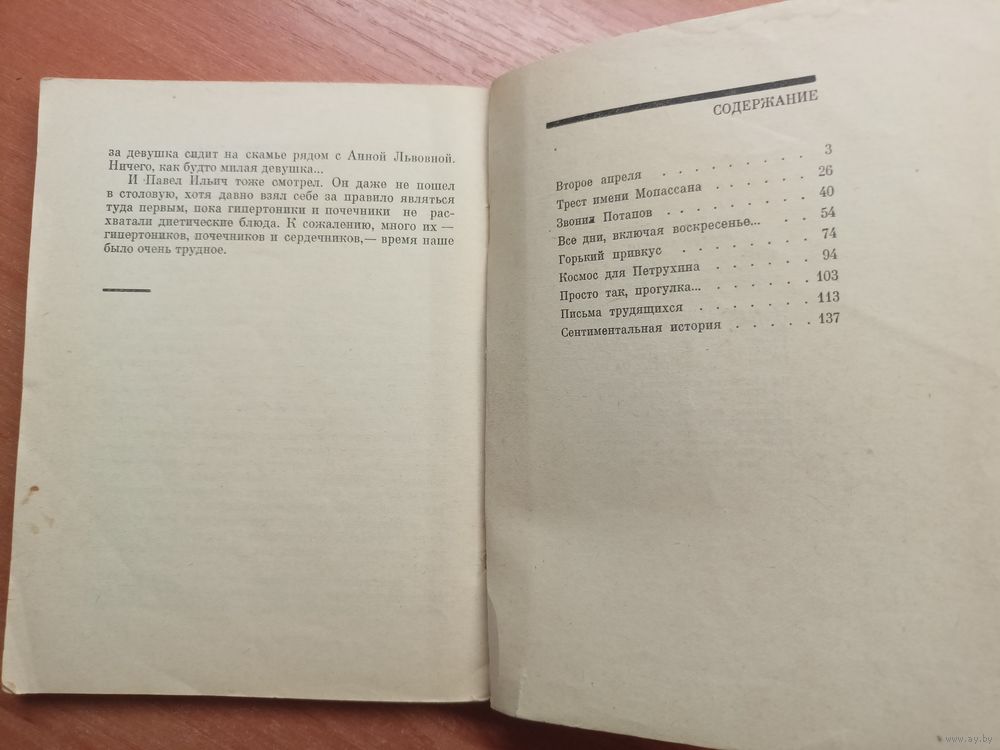 за девушка сидит на скамье рядом с Анной Львовной.
Ничего, как будто милая девушка...
И Павел Ильич тоже смотрел. Он даже не пошел
в столовую, хотя давно взял себе за правило являться
туда первым, пока гипертоники и почечники не рас-
хватали диетические блюда. К сожалению, много их —
гипертоников, почечников и сердечников,— время наше
было очень трудное.
СОДЕРЖАНИЕ
Второе апреля . . . . . . . 3
Трест имени Мопассана . . . . . 26
Звонил Потапов . . . . . . . 40
Все дни, включая воскресенье... . . 54
Горький привкус . . . . . . . 74
Космос для Петрухина . . . . . 94
Просто так, прогулка... . . . . . 103
Письма трудящихся . . . . . . 113
Сентиментальная история . . . . . 137
www.ay.by